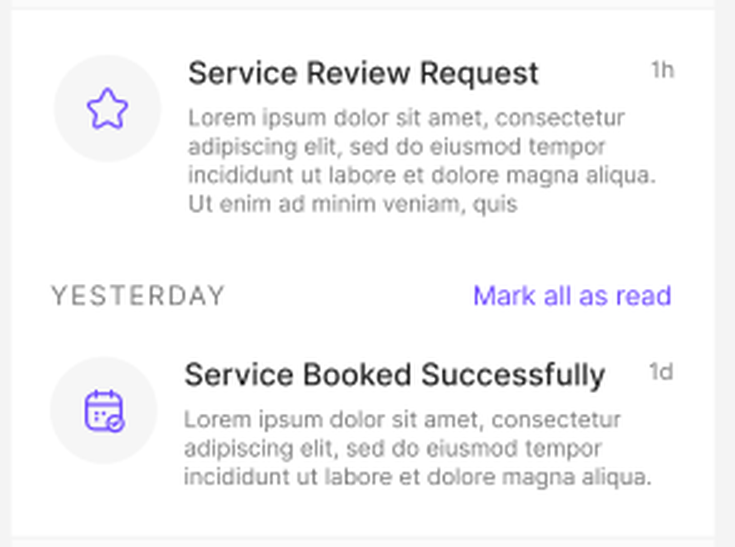 Service Review Request 1h
Lorem ipsum dolor sit amet, consectetur
adipiscing elit, sed do eiusmod tempor
incididunt ut labore et dolore magna aliqua.
Ut enim ad minim veniam, quis
YESTERDAY Mark all as read
Service Booked Successfully 1d
Lorem ipsum dolor sit amet, consectetur
adipiscing elit, sed do eiusmod tempor
incididunt ut labore et dolore magna aliqua.